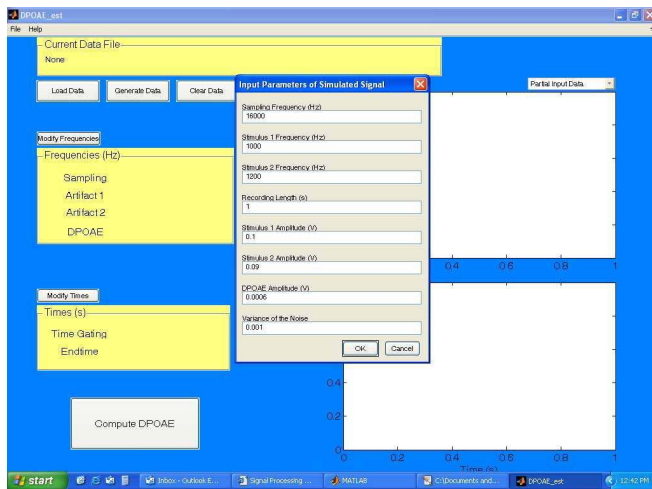 DPOAE_est
File Help
Current Data File
None
Load Data Generate Data Clear Data
Partial Input Data
Modify Frequencies
Frequencies (Hz)
Sampling
Artifact 1
Artifact 2
DPOAE
Modify Times
Times (s)
Time Gating
Endtime
Compute DPOAE
Input Parameters of Simulated Signal
Sampling Frequency (Hz)
16000
Stimulus 1 Frequency (Hz)
1000
Stimulus 2 Frequency (Hz)
1200
Recording Length (s)
1
Stimulus 1 Amplitude (V)
0.1
Stimulus 2 Amplitude (V)
0.09
DPOAE Amplitude (V)
0.0006
Variance of the Noise
0.001
OK Cancel
0.4 0.6 0.8 1
0.4
0.2
0
0.2 0.4 0.6 0.8 1
Time (s)
start Inbox - Outlook E... Signal Processing ... MATLAB C:\Documents and... DPOAE_est 12:42 PM